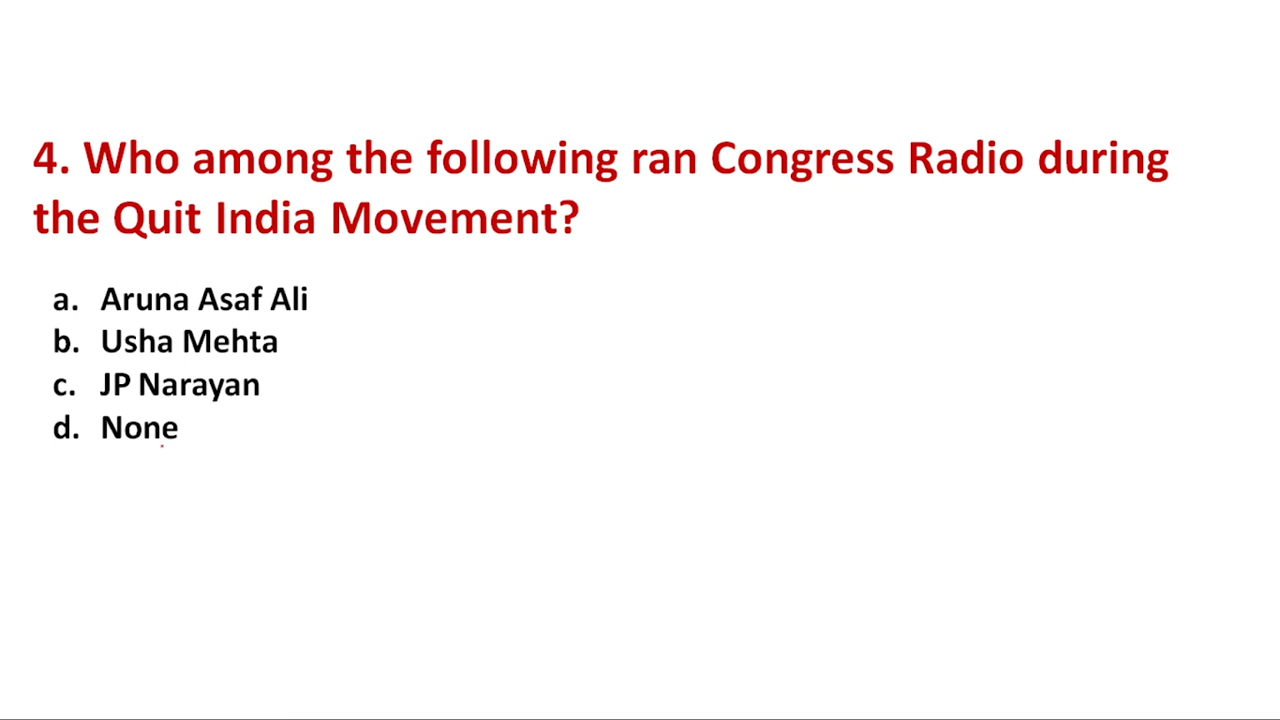 4. Who among the following ran Congress Radio during
the Quit India Movement?
a. Aruna Asaf Ali
b. Usha Mehta
c. JP Narayan
d. None